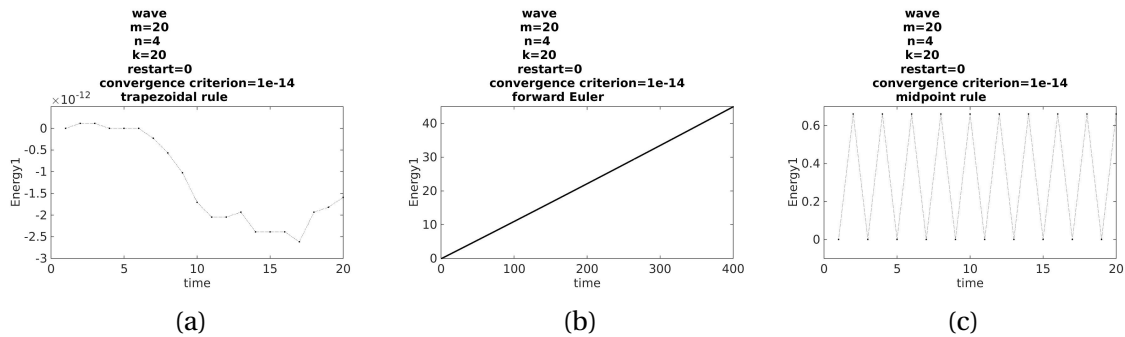 wave
m=20
n=4
k=20
restart=0
convergence criterion=1e-14
trapezoidal rule
×10⁻¹²
0
-0.5
-1
-1.5
-2
-2.5
-3
Energy1
0 5 10 15 20
time
(a)
wave
m=20
n=4
k=20
restart=0
convergence criterion=1e-14
forward Euler
40
30
20
10
0
Energy1
0 100 200 300 400
time
(b)
wave
m=20
n=4
k=20
restart=0
convergence criterion=1e-14
midpoint rule
0.6
0.4
0.2
0
Energy1
0 5 10 15 20
time
(c)